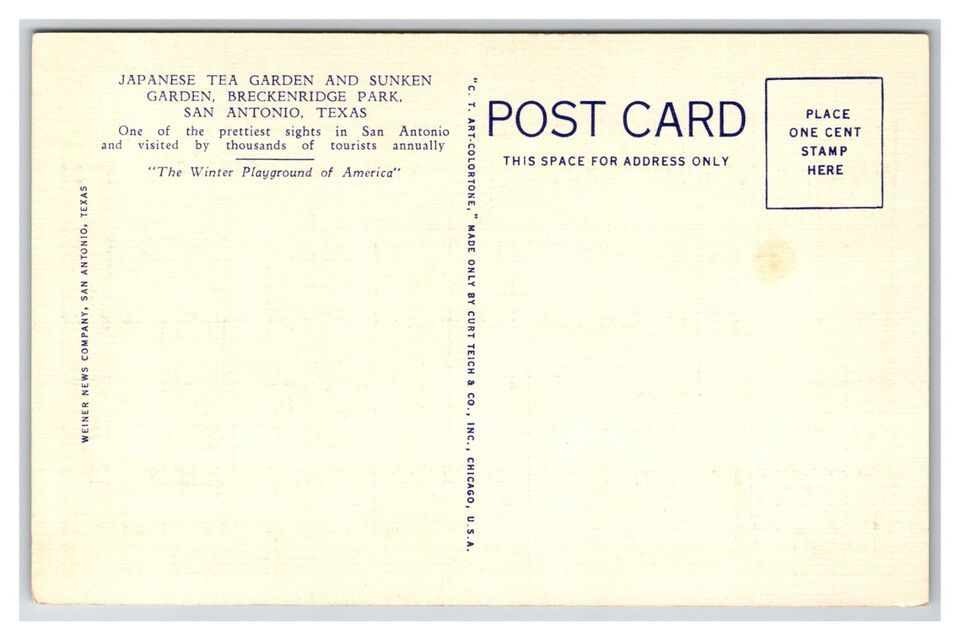 JAPANESE TEA GARDEN AND SUNKEN
GARDEN, BRECKENRIDGE PARK,
SAN ANTONIO, TEXAS
One of the prettiest sights in San Antonio
and visited by thousands of tourists annually
"The Winter Playground of America"
WEINER NEWS COMPANY, SAN ANTONIO, TEXAS
"C. T. ART-COLORTONE," MADE ONLY BY CURT TEICH & CO., INC., CHICAGO, U.S.A.
POST CARD
THIS SPACE FOR ADDRESS ONLY
PLACE
ONE CENT
STAMP
HERE